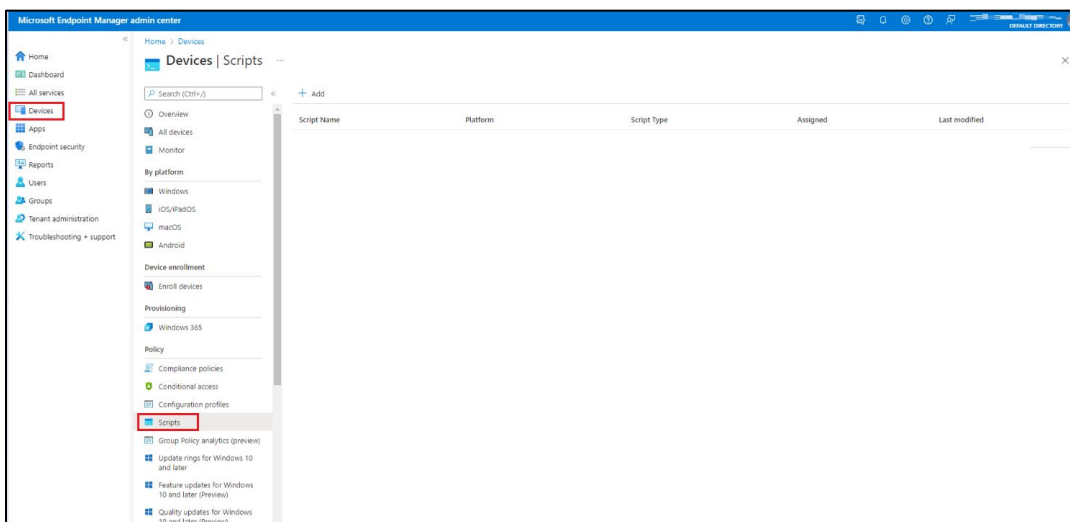 Microsoft Endpoint Manager admin center
DEFAULT DIRECTORY
Home
Dashboard
All services
Devices
Apps
Endpoint security
Reports
Users
Groups
Tenant administration
Troubleshooting + support
Home > Devices
Devices | Scripts ...
Search (Ctrl+/)
Overview
All devices
Monitor
By platform
Windows
iOS/iPadOS
macOS
Android
Device enrollment
Enroll devices
Provisioning
Windows 365
Policy
Compliance policies
Conditional access
Configuration profiles
Scripts
Group Policy analytics (preview)
Update rings for Windows 10
and later
Feature updates for Windows
10 and later (Preview)
Quality updates for Windows
10 and later (Preview)
+ Add
Script Name Platform Script Type Assigned Last modified